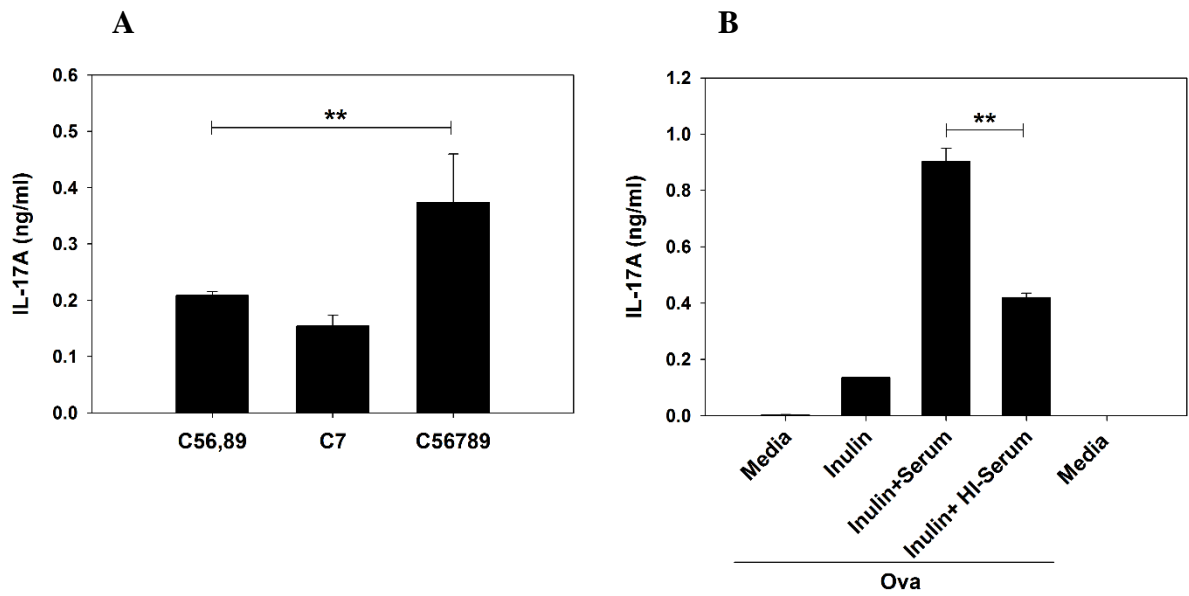 A
IL-17A (ng/ml)
0.6
0.5
0.4
0.3
0.2
0.1
0.0
**
C56,89 C7 C56789
B
IL-17A (ng/ml)
1.2
1.0
0.8
0.6
0.4
0.2
0.0
**
Media
Inulin
Inulin+Serum
Inulin+ HI-Serum
Media
Ova